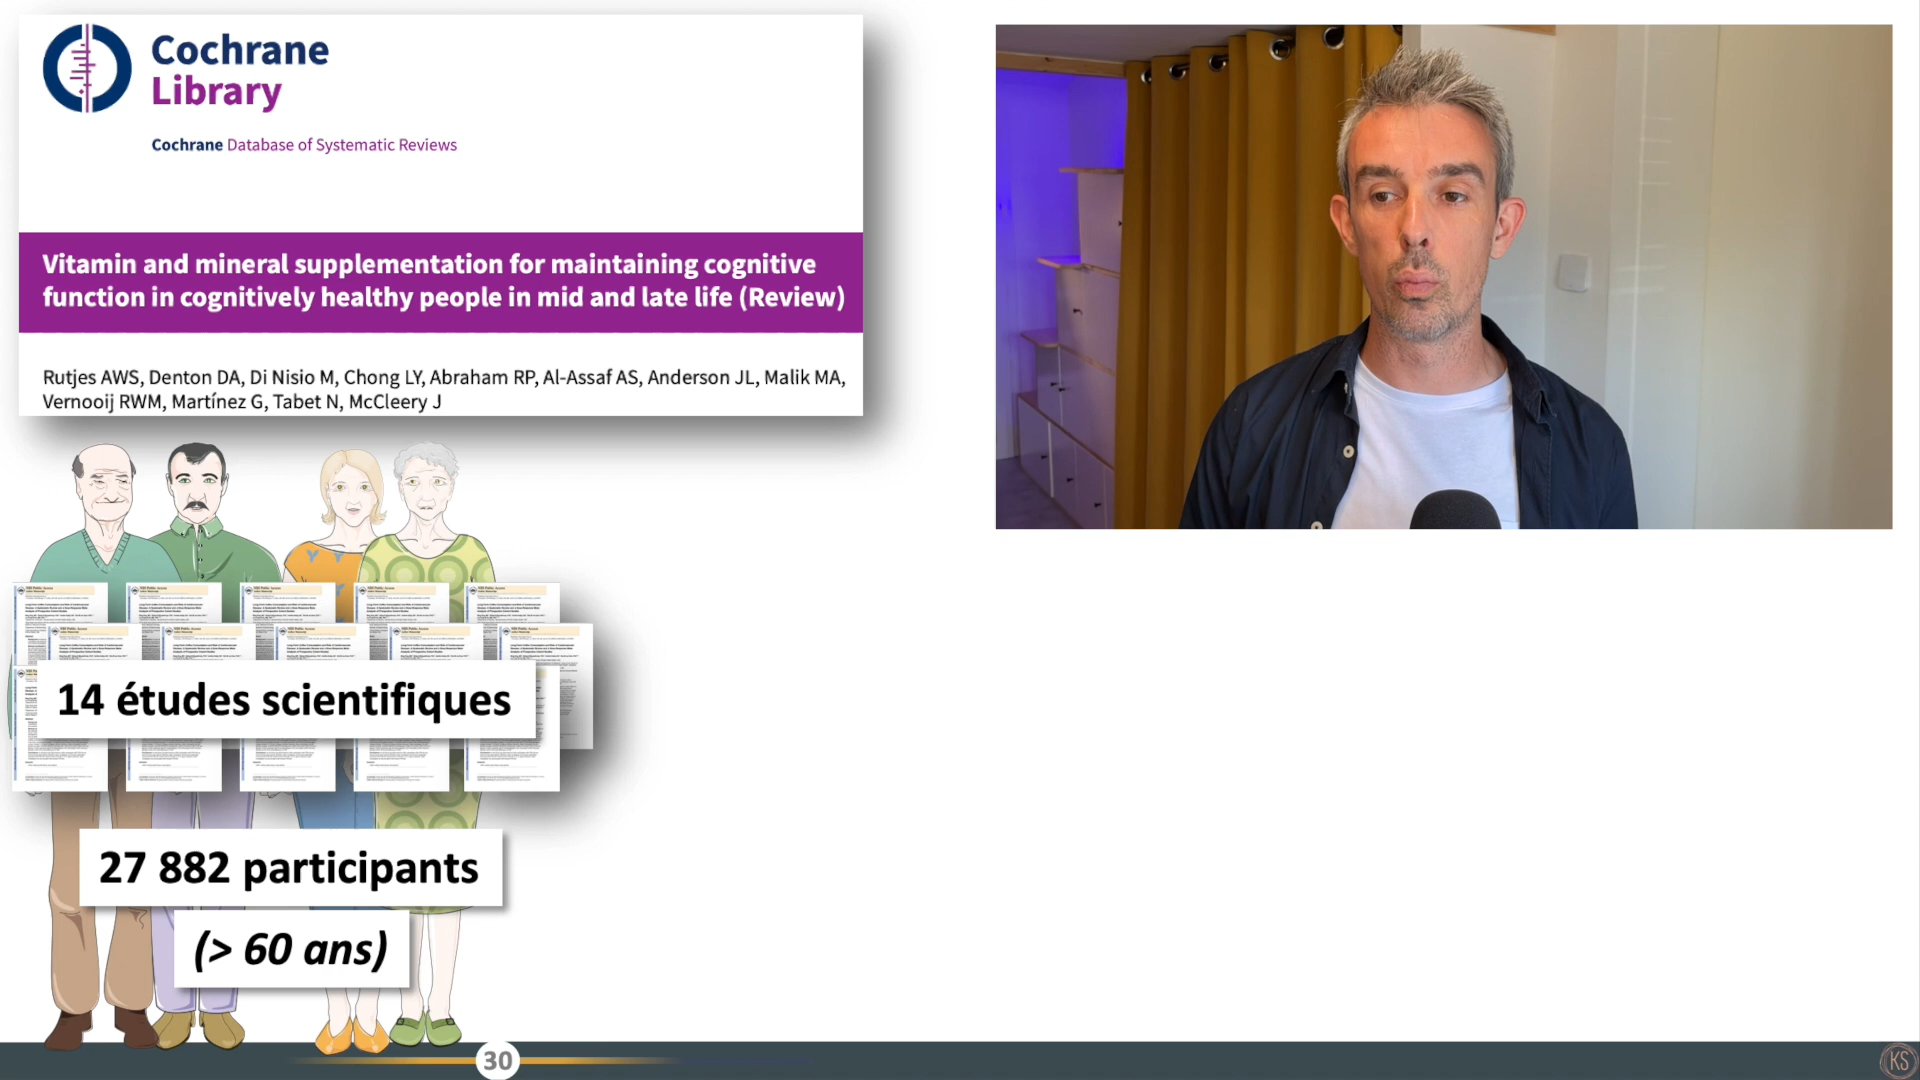 Cochrane
Library
Cochrane Database of Systematic Reviews
Vitamin and mineral supplementation for maintaining cognitive
function in cognitively healthy people in mid and late life (Review)
Rutjes AWS, Denton DA, Di Nisio M, Chong LY, Abraham RP, Al-Assaf AS, Anderson JL, Malik MA,
Vernooij RWM, Martínez G, Tabet N, McCleery J
14 études scientifiques
27 882 participants
(> 60 ans)
30
KS